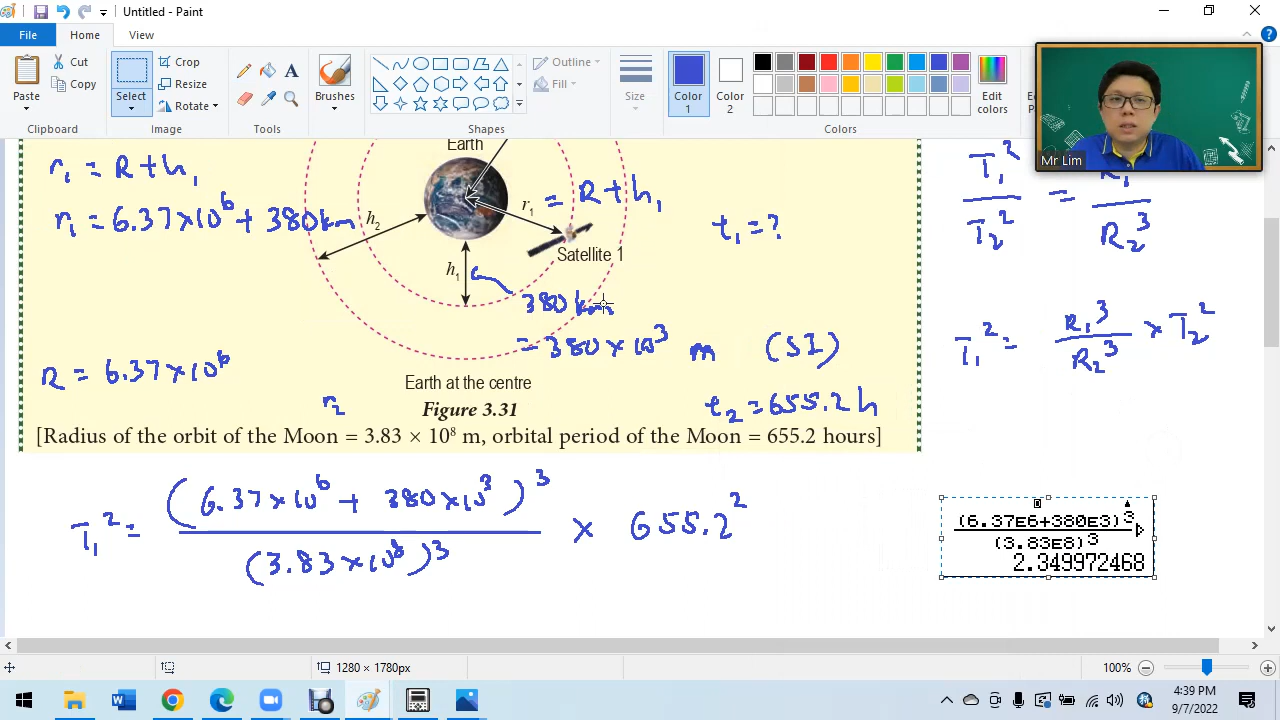 Untitled - Paint
File
Home
View
Paste
Cut
Copy
Clipboard
Select
Crop
Resize
Rotate
Image
Tools
Brushes
Shapes
Outline
Fill
Size
Color 1
Color 2
Colors
Edit colors
Mr Lim
r₁ = R + h₁
r₁ = 6.37 × 10⁶ + 380 km
Earth
r₁ = R + h₁
h₂
Satellite 1
h₁
380 km
= 380 × 10³ m (SI)
t₁ = ?
R = 6.37 × 10⁶
Earth at the centre
r₂
Figure 3.31
t₂ = 655.2 h
[Radius of the orbit of the Moon = 3.83 × 10⁸ m, orbital period of the Moon = 655.2 hours]
T₁² / T₂² = R₁³ / R₂³
T₁² = R₁³ / R₂³ × T₂²
T₁² = (6.37 × 10⁶ + 380 × 10³)³ / (3.83 × 10⁸)³ × 655.2²
(6.37E6+380E3)³
(3.83E8)³
2.349972468
1280 × 1780px
100%
4:39 PM
9/7/2022